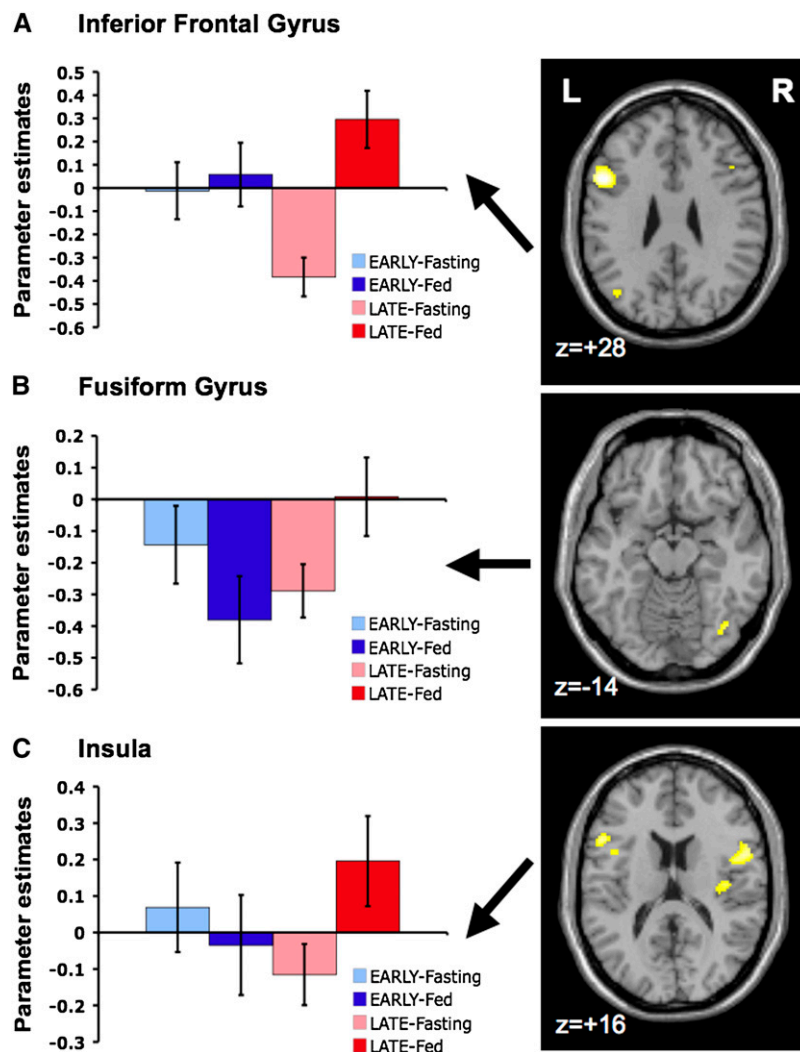 A Inferior Frontal Gyrus
Parameter estimates
0.5
0.4
0.3
0.2
0.1
0
-0.1
-0.2
-0.3
-0.4
-0.5
-0.6
EARLY-Fasting
EARLY-Fed
LATE-Fasting
LATE-Fed
L R
z=+28
B Fusiform Gyrus
Parameter estimates
0.2
0.1
0
-0.1
-0.2
-0.3
-0.4
-0.5
-0.6
EARLY-Fasting
EARLY-Fed
LATE-Fasting
LATE-Fed
z=-14
C Insula
Parameter estimates
0.4
0.3
0.2
0.1
0
-0.1
-0.2
-0.3
EARLY-Fasting
EARLY-Fed
LATE-Fasting
LATE-Fed
z=+16